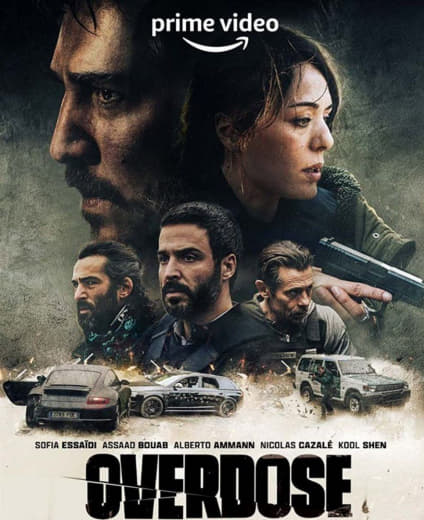 prime video
SOFIA ESSAÏDI ASSAAD BOUAB ALBERTO AMMANN NICOLAS CAZALÉ KOOL SHEN
OVERDOSE